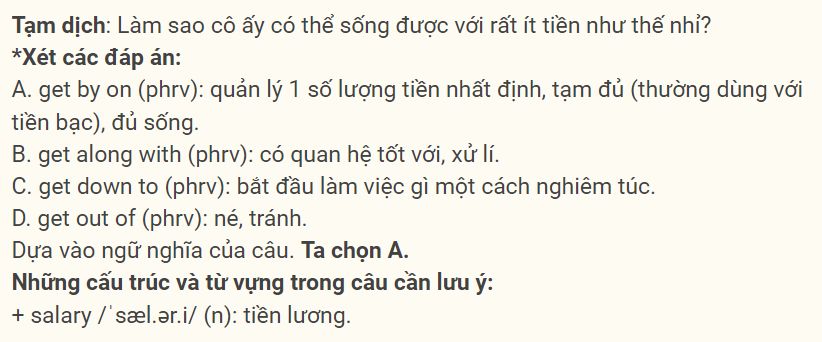 Tạm dịch: Làm sao cô ấy có thể sống được với rất ít tiền như thế nhỉ?
*Xét các đáp án:
A. get by on (phrv): quản lý 1 số lượng tiền nhất định, tạm đủ (thường dùng với
tiền bạc), đủ sống.
B. get along with (phrv): có quan hệ tốt với, xử lí.
C. get down to (phrv): bắt đầu làm việc gì một cách nghiêm túc.
D. get out of (phrv): né, tránh.
Dựa vào ngữ nghĩa của câu. Ta chọn A.
Những cấu trúc và từ vựng trong câu cần lưu ý:
+ salary /ˈsæl.ər.i/ (n): tiền lương.